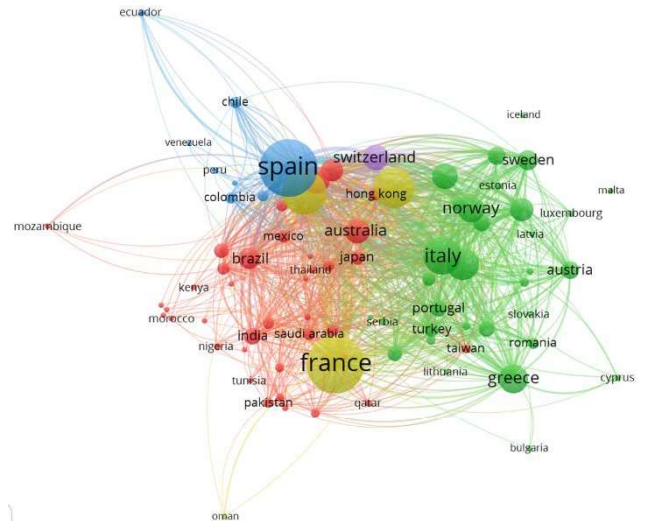 ecuador
chile
iceland
venezuela
spain
switzerland
sweden
peru
estonia
malta
colombia
hong kong
norway
luxembourg
mozambique
australia
mexico
latvia
brazil
japan
italy
thailand
austria
kenya
portugal
slovakia
morocco
serbia
turkey
india
saudi arabia
romania
nigeria
taiwan
france
lithuania
greece
cyprus
tunisia
pakistan
qatar
bulgaria
oman